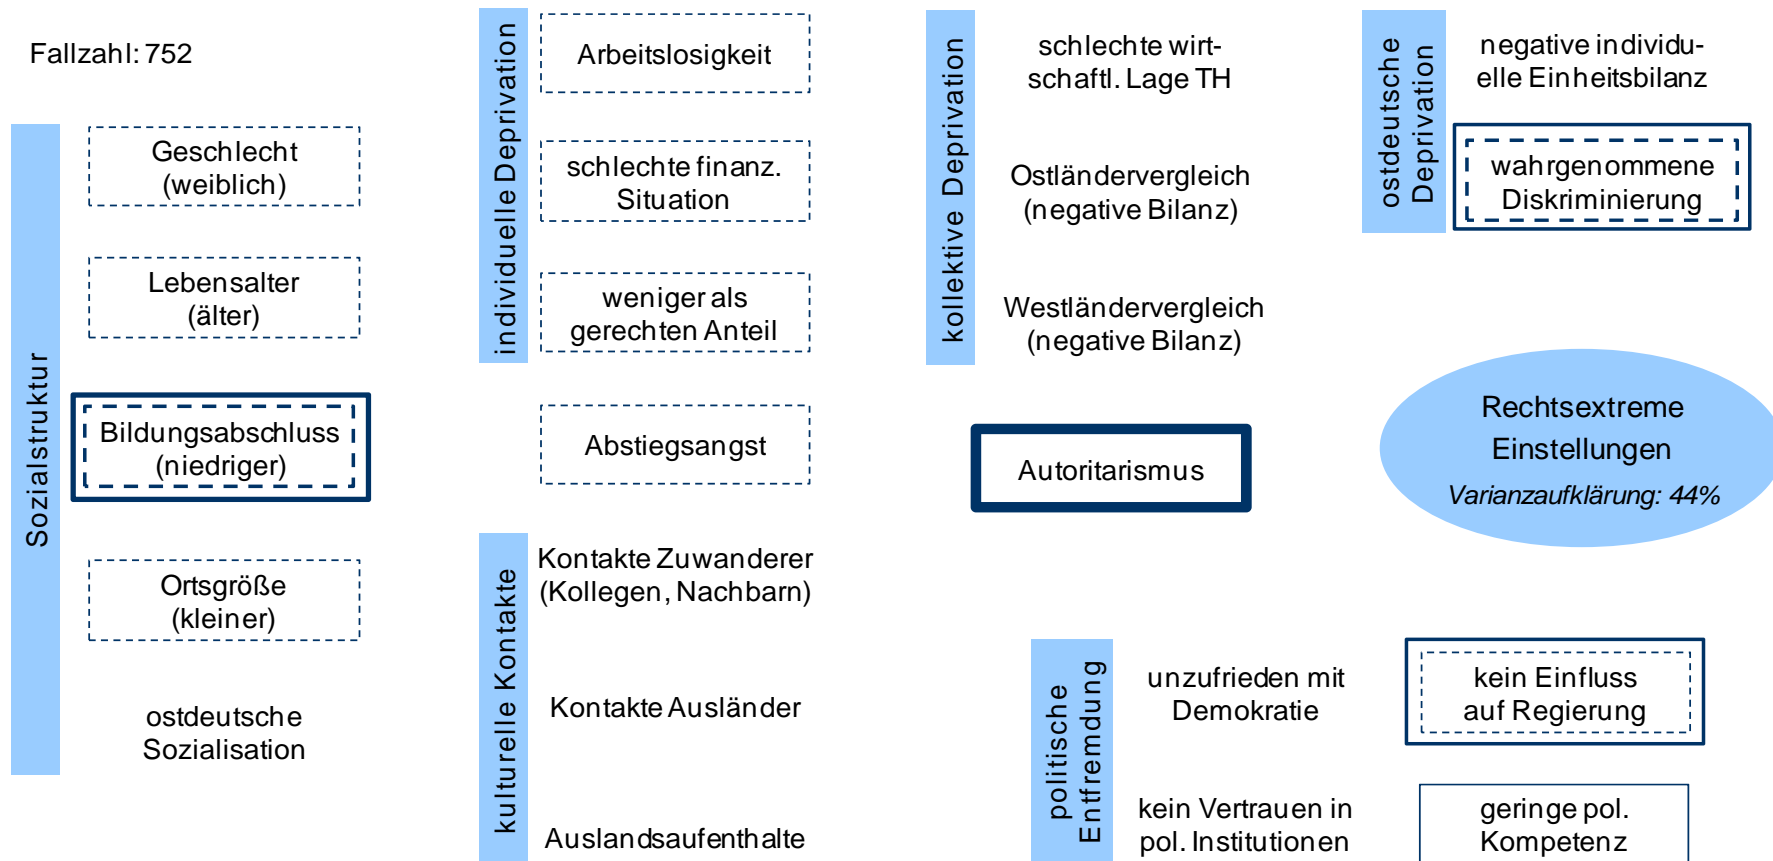 Fallzahl: 752
Sozialstruktur
Geschlecht
(weiblich)
Lebensalter
(älter)
Bildungsabschluss
(niedriger)
Ortsgröße
(kleiner)
ostdeutsche
Sozialisation
individuelle Deprivation
Arbeitslosigkeit
schlechte finanz.
Situation
weniger als
gerechten Anteil
Abstiegsangst
kulturelle Kontakte
Kontakte Zuwanderer
(Kollegen, Nachbarn)
Kontakte Ausländer
Auslandsaufenthalte
kollektive Deprivation
schlechte wirt-
schaftl. Lage TH
Ostländervergleich
(negative Bilanz)
Westländervergleich
(negative Bilanz)
Autoritarismus
ostdeutsche
Deprivation
negative individu-
elle Einheitsbilanz
wahrgenommene
Diskriminierung
Rechtsextreme
Einstellungen
Varianzaufklärung: 44%
politische
Entfremdung
unzufrieden mit
Demokratie
kein Einfluss
auf Regierung
kein Vertrauen in
pol. Institutionen
geringe pol.
Kompetenz